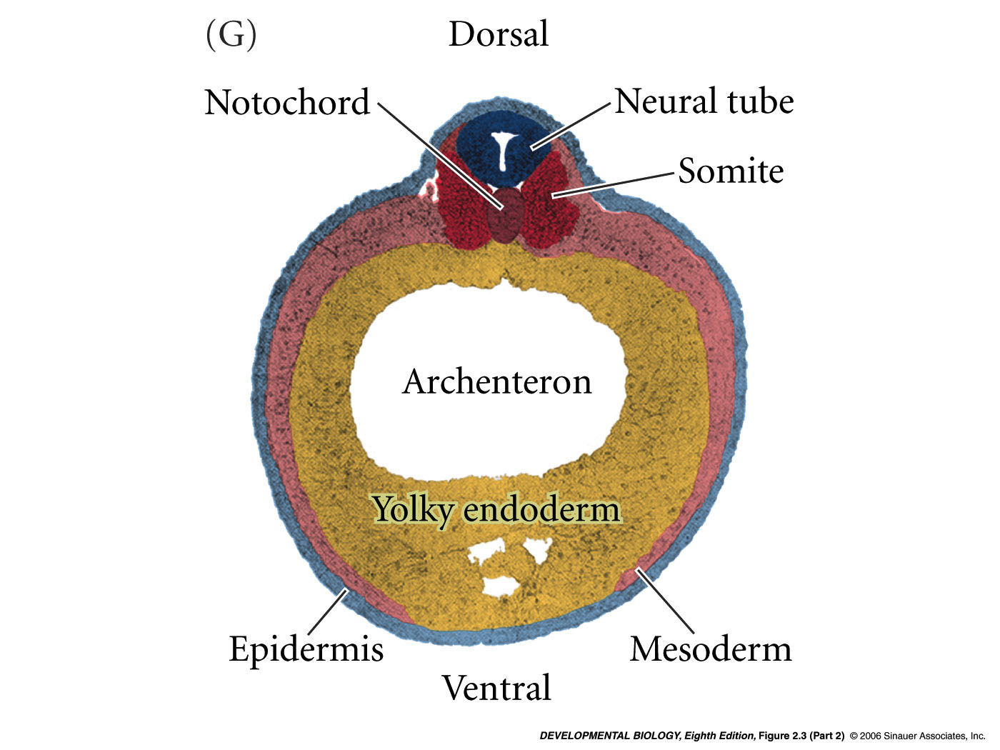 (G)
Dorsal
Notochord
Neural tube
Somite
Archenteron
Yolky endoderm
Epidermis
Mesoderm
Ventral
DEVELOPMENTAL BIOLOGY, Eighth Edition, Figure 2.3 (Part 2) © 2006 Sinauer Associates, Inc.